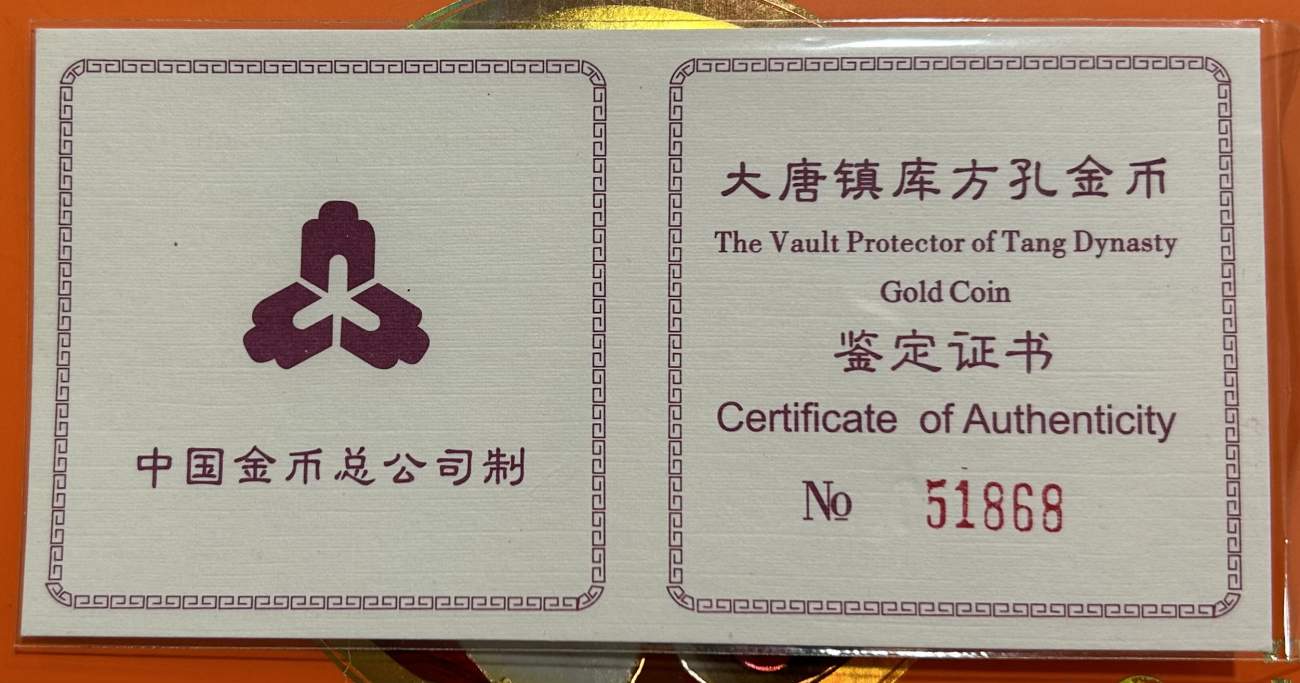 中国金币总公司制
大唐镇库方孔金币
The Vault Protector of Tang Dynasty
Gold Coin
鉴定证书
Certificate of Authenticity
№ 51868